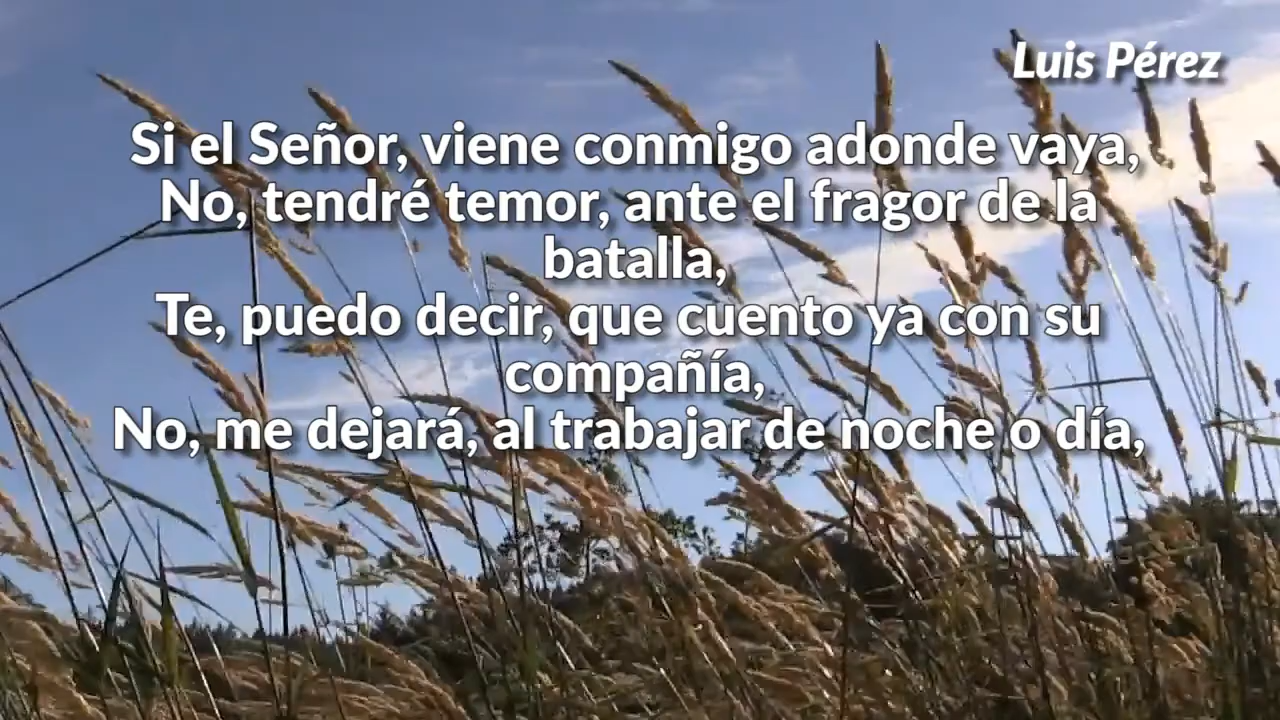 Luis Pérez
Si el Señor, viene conmigo adonde vaya,
No, tendré temor, ante el fragor de la
batalla,
Te, puedo decir, que cuento ya con su
compañía,
No, me dejará, al trabajar de noche o día,